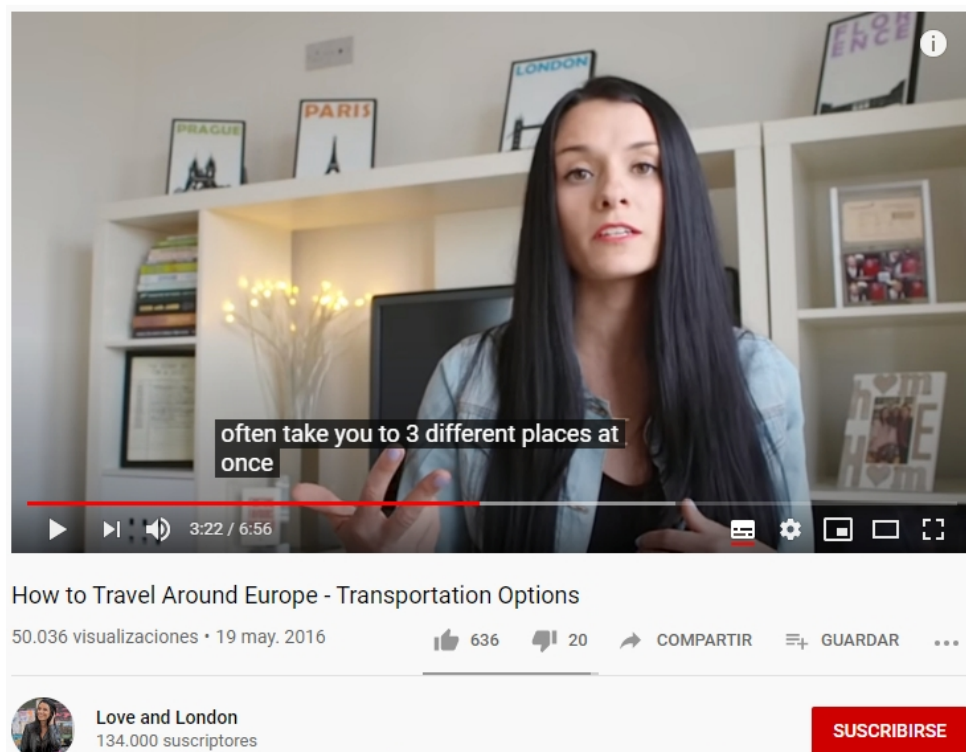 PRAGUE
PARIS
LONDON
FLO
ENCE
often take you to 3 different places at
once
3:22 / 6:56
How to Travel Around Europe - Transportation Options
50.036 visualizaciones • 19 may. 2016
636
20
COMPARTIR
GUARDAR
Love and London
134.000 suscriptores
SUSCRIBIRSE